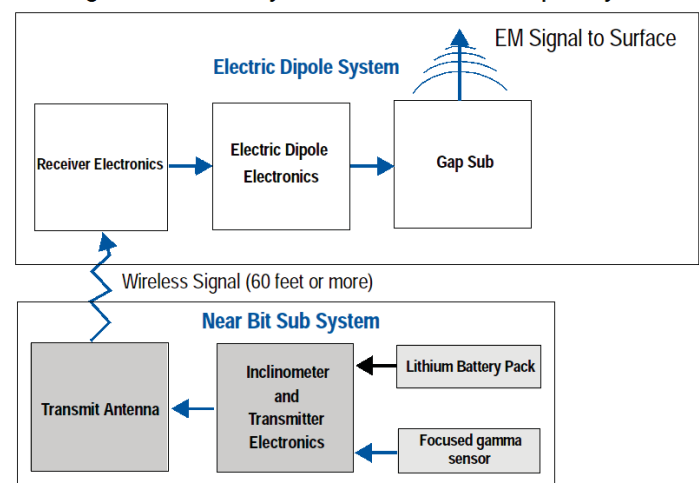 EM Signal to Surface
Electric Dipole System
Receiver Electronics
Electric Dipole
Electronics
Gap Sub
Wireless Signal (60 feet or more)
Near Bit Sub System
Transmit Antenna
Inclinometer
and
Transmitter
Electronics
Lithium Battery Pack
Focused gamma
sensor